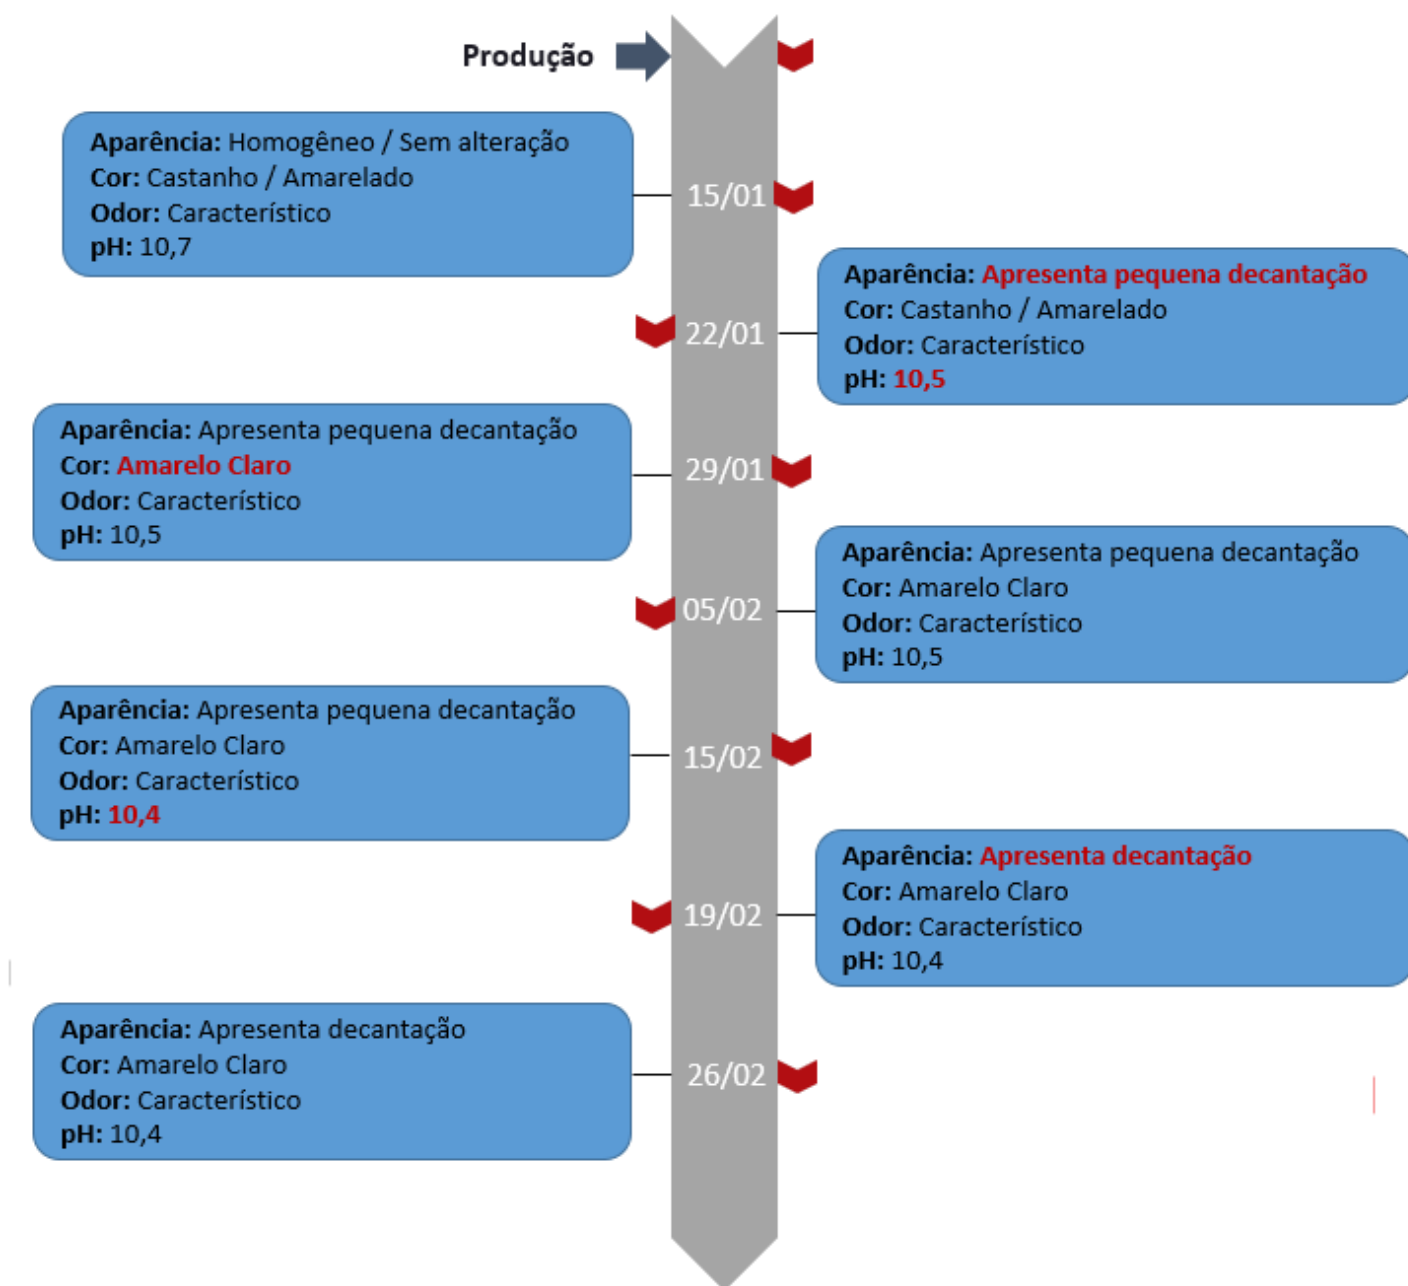 Produção
Aparência: Homogêneo / Sem alteração
Cor: Castanho / Amarelado
Odor: Característico
pH: 10,7
15/01
Aparência: Apresenta pequena decantação
Cor: Castanho / Amarelado
Odor: Característico
pH: 10,5
22/01
Aparência: Apresenta pequena decantação
Cor: Amarelo Claro
Odor: Característico
pH: 10,5
29/01
Aparência: Apresenta pequena decantação
Cor: Amarelo Claro
Odor: Característico
pH: 10,5
05/02
Aparência: Apresenta pequena decantação
Cor: Amarelo Claro
Odor: Característico
pH: 10,4
15/02
Aparência: Apresenta decantação
Cor: Amarelo Claro
Odor: Característico
pH: 10,4
19/02
Aparência: Apresenta decantação
Cor: Amarelo Claro
Odor: Característico
pH: 10,4
26/02